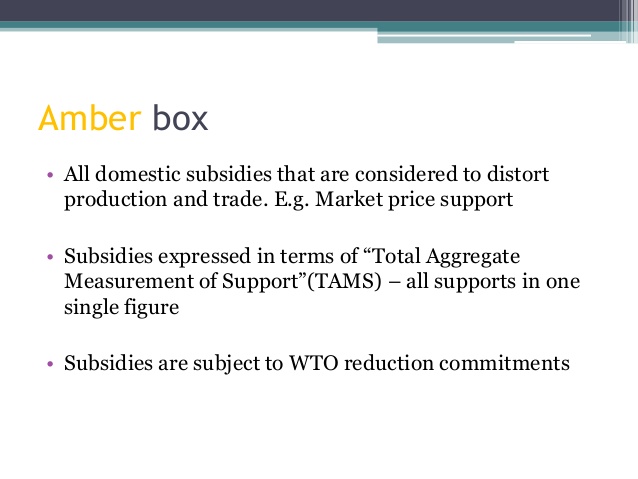 Amber box
• All domestic subsidies that are considered to distort
production and trade. E.g. Market price support
• Subsidies expressed in terms of “Total Aggregate
Measurement of Support”(TAMS) – all supports in one
single figure
• Subsidies are subject to WTO reduction commitments